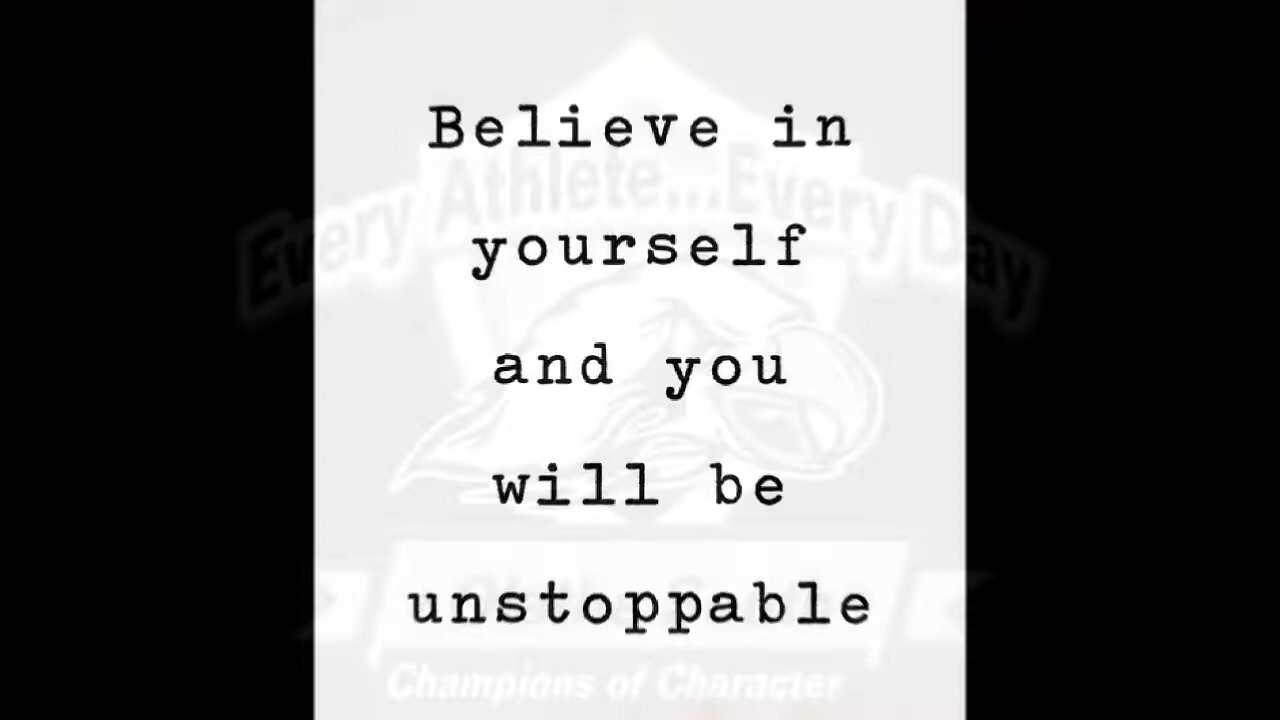 Believe in
Every Athlete...Every Day
yourself
and you
will be
unstoppable
Champions of Character